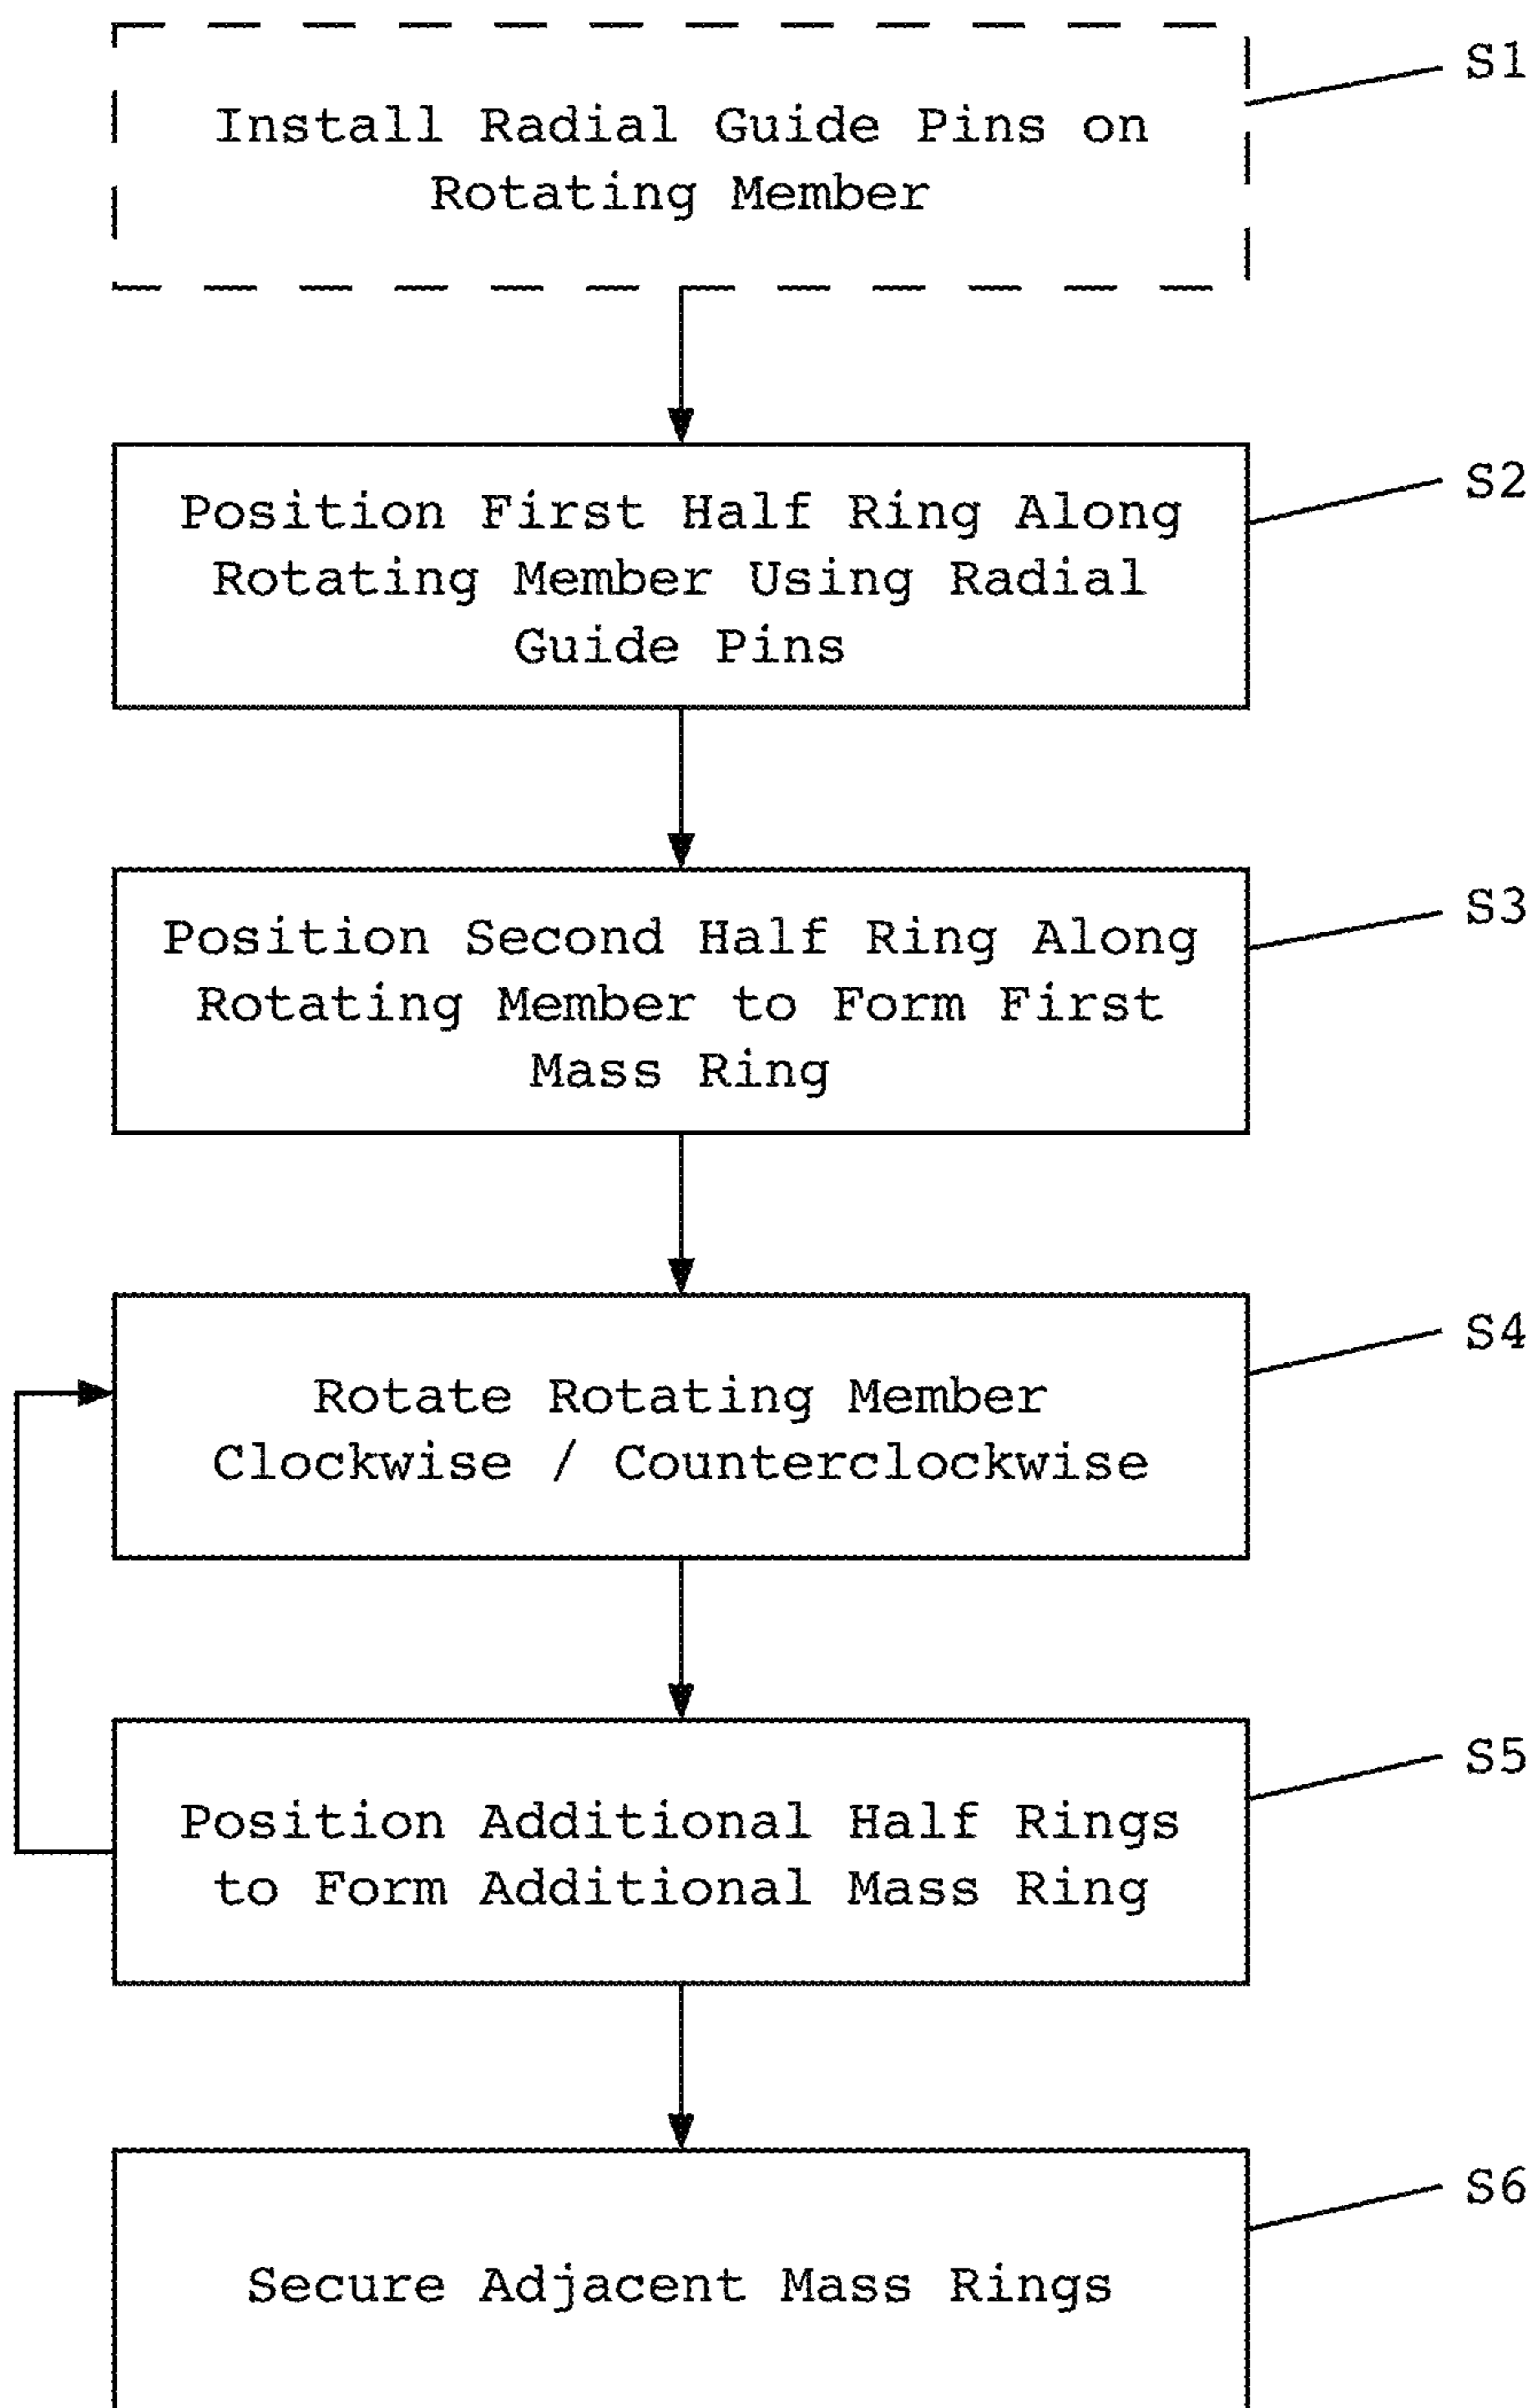 Install Radial Guide Pins on
Rotating Member
S1
Position First Half Ring Along
Rotating Member Using Radial
Guide Pins
S2
Position Second Half Ring Along
Rotating Member to Form First
Mass Ring
S3
Rotate Rotating Member
Clockwise / Counterclockwise
S4
Position Additional Half Rings
to Form Additional Mass Ring
S5
Secure Adjacent Mass Rings
S6